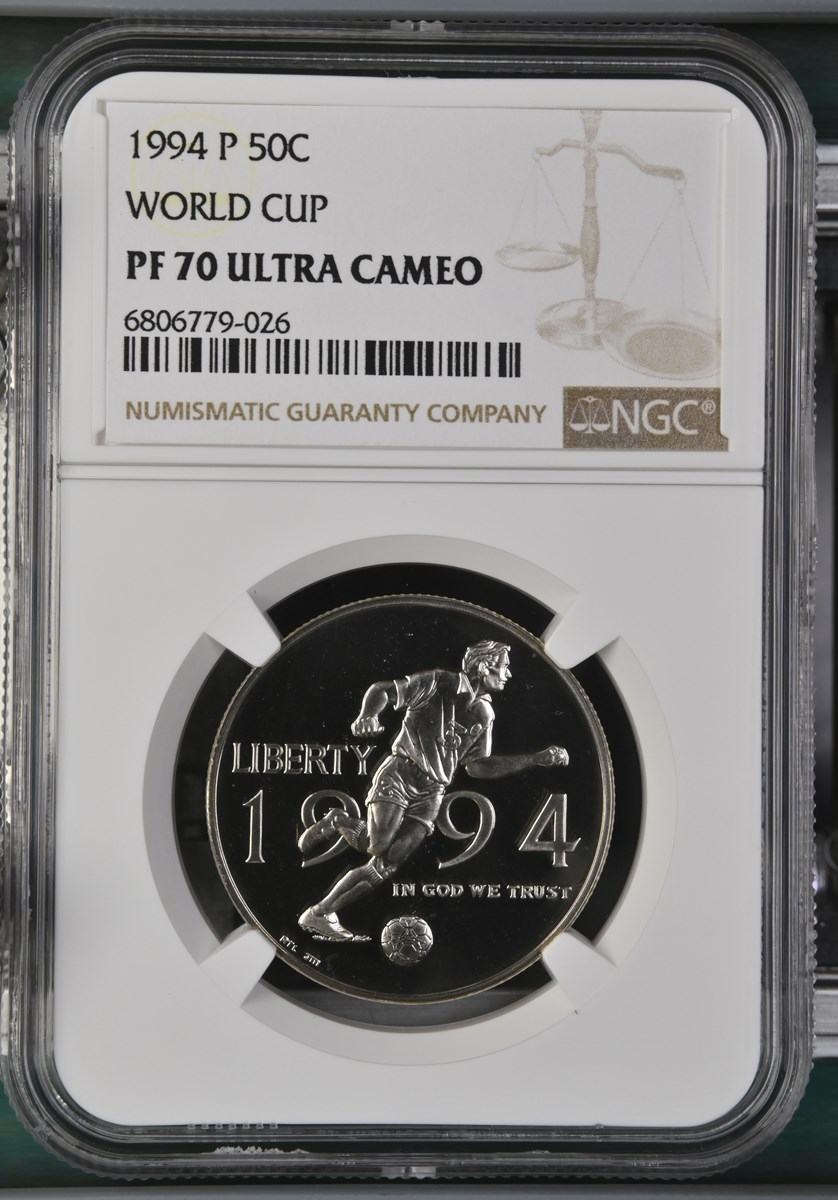 1994 P 50C
WORLD CUP
PF 70 ULTRA CAMEO
6806779-026
NUMISMATIC GUARANTY COMPANY
NGC®
LIBERTY
1994
IN GOD WE TRUST